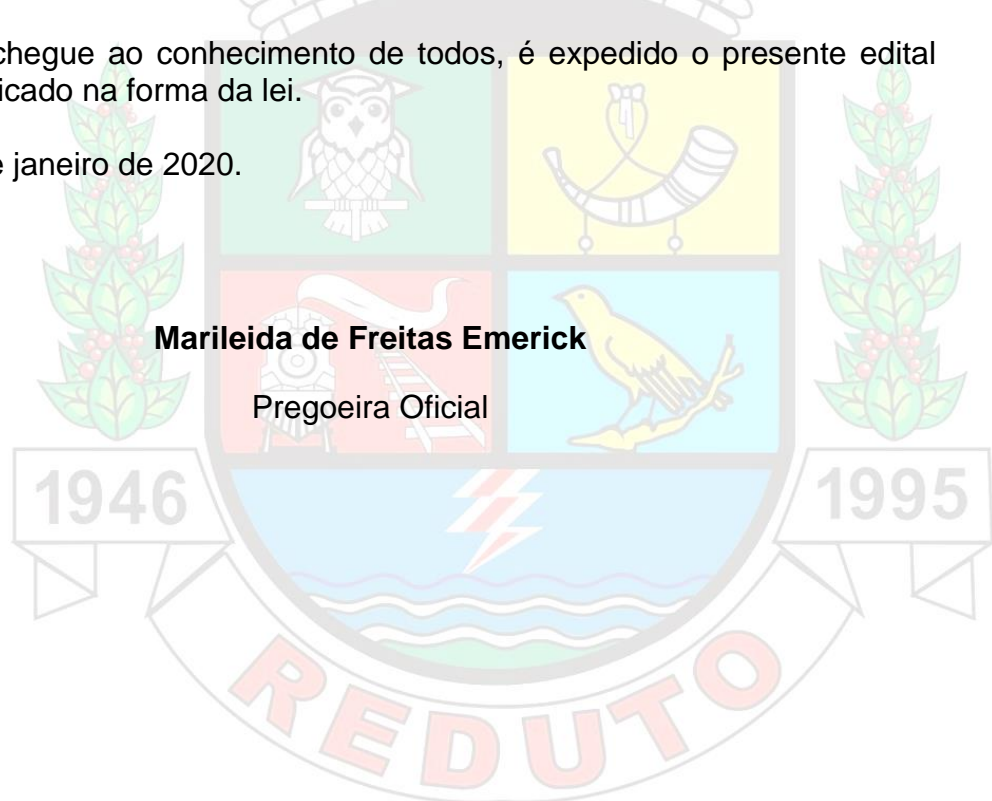 chegue ao conhecimento de todos, é expedido o presente edital
icado na forma da lei.
e janeiro de 2020.
Marileida de Freitas Emerick
Pregoeira Oficial
1946
1995
REDUTO